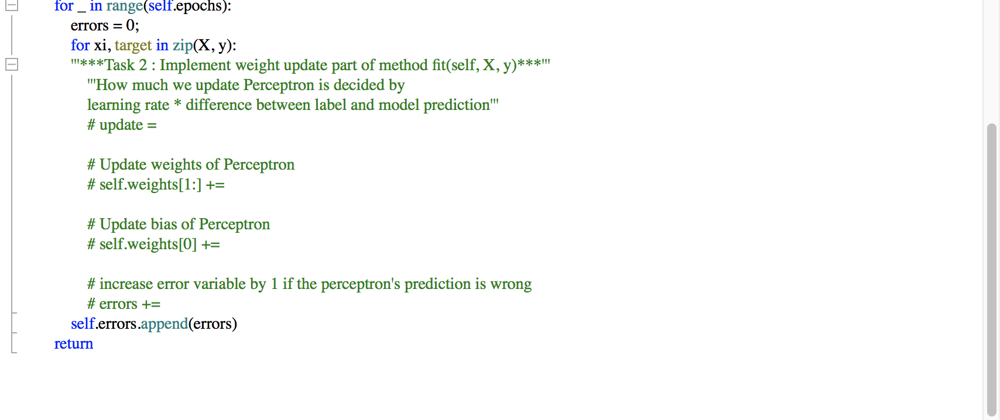 for _ in range(self.epochs):
errors = 0;
for xi, target in zip(X, y):
'''***Task 2 : Implement weight update part of method fit(self, X, y)***'''
'''How much we update Perceptron is decided by
learning rate * difference between label and model prediction'''
# update =
# Update weights of Perceptron
# self.weights[1:] +=
# Update bias of Perceptron
# self.weights[0] +=
# increase error variable by 1 if the perceptron's prediction is wrong
# errors +=
self.errors.append(errors)
return